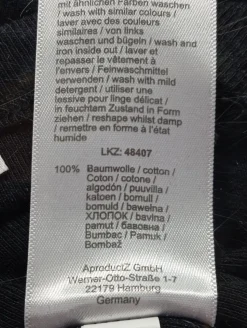 mit ähnlichen Farben waschen
/ wash with similar colours /
laver avec des couleurs
similaires / von links
waschen und bügeln / wash and
iron inside out / laver et
repasser le vêtement à
l'envers / Feinwaschmittel
verwenden / wash with mild
detergent / utiliser une
lessive pour linge délicat /
in feuchtem Zustand in Form
ziehen / reshape whilst damp
/ remettre en forme à l'état
humide
LKZ: 48407
100% Baumwolle / cotton /
Coton / cotone /
algodón / puuvilla /
katoen / bomull /
bomuld / bawełna /
ХЛОПОК / bavlna /
pamut / бавовна /
Bumbac / Pamuk /
Bombaž
AproductZ GmbH
Werner-Otto-Straße 1-7
22179 Hamburg
Germany